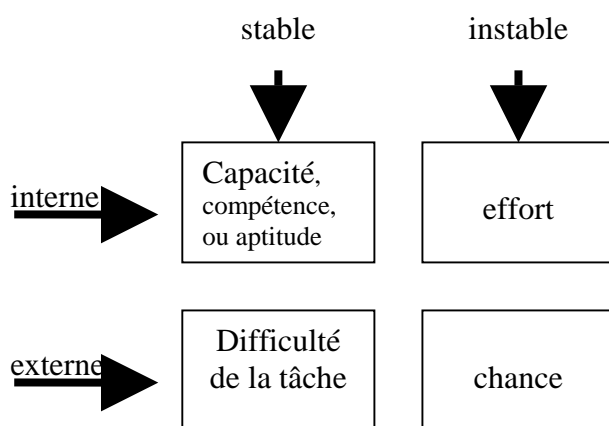 stable instable
interne
Capacité,
compétence,
ou aptitude
effort
externe
Difficulté
de la tâche
chance